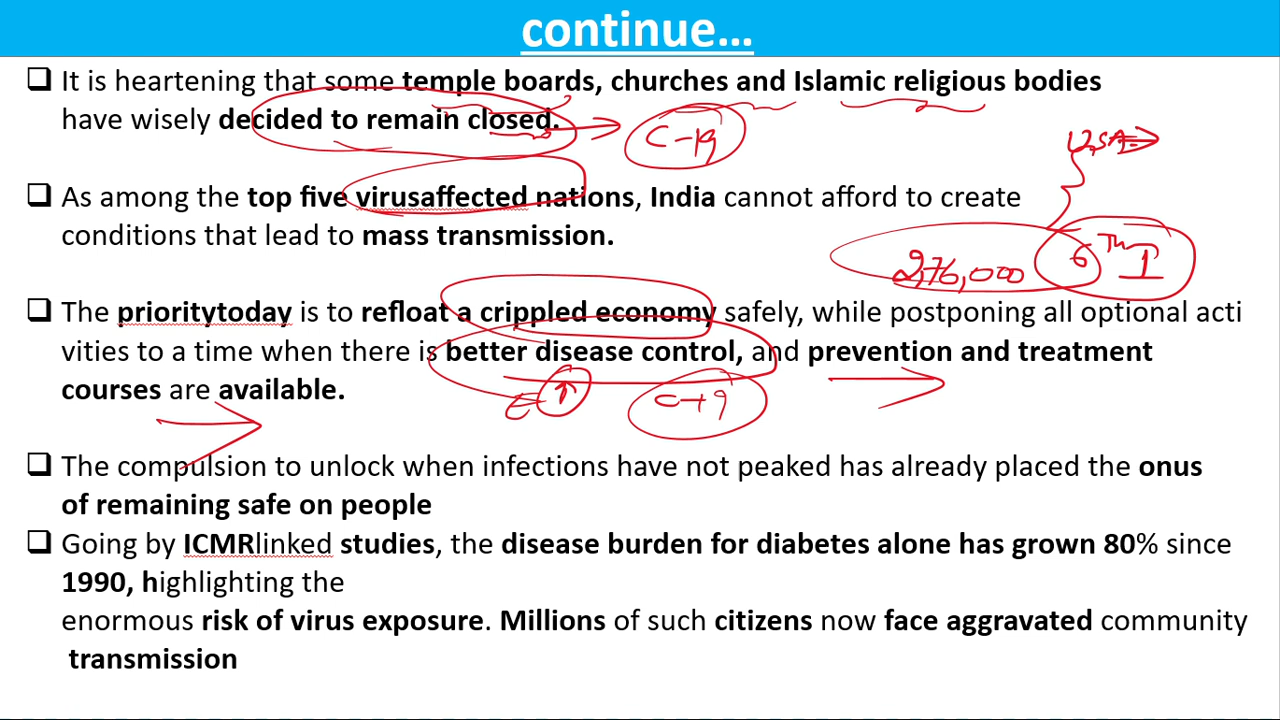 continue...
It is heartening that some temple boards, churches and Islamic religious bodies
have wisely decided to remain closed.
C-19
U.S.A.
As among the top five virusaffected nations, India cannot afford to create
conditions that lead to mass transmission.
2,76,000
6Th I
The prioritytoday is to refloat a crippled economy safely, while postponing all optional acti
vities to a time when there is better disease control, and prevention and treatment
courses are available.
E ↑
C-19
The compulsion to unlock when infections have not peaked has already placed the onus
of remaining safe on people
Going by ICMRlinked studies, the disease burden for diabetes alone has grown 80% since
1990, highlighting the
enormous risk of virus exposure. Millions of such citizens now face aggravated community
transmission